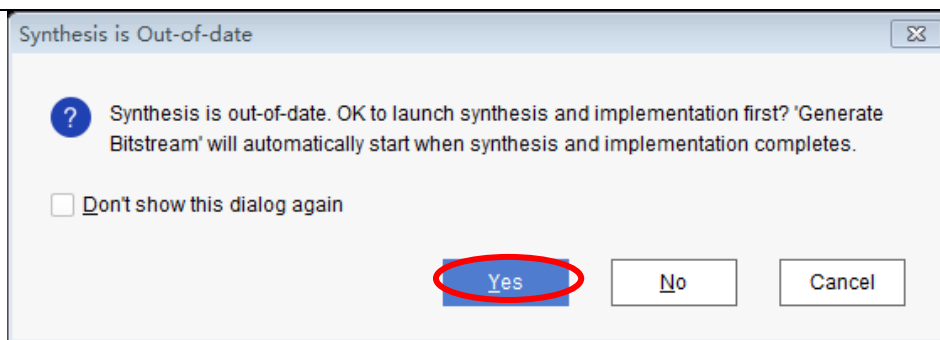 Synthesis is Out-of-date
?
Synthesis is out-of-date. OK to launch synthesis and implementation first? 'Generate
Bitstream' will automatically start when synthesis and implementation completes.
Don't show this dialog again
Yes No Cancel